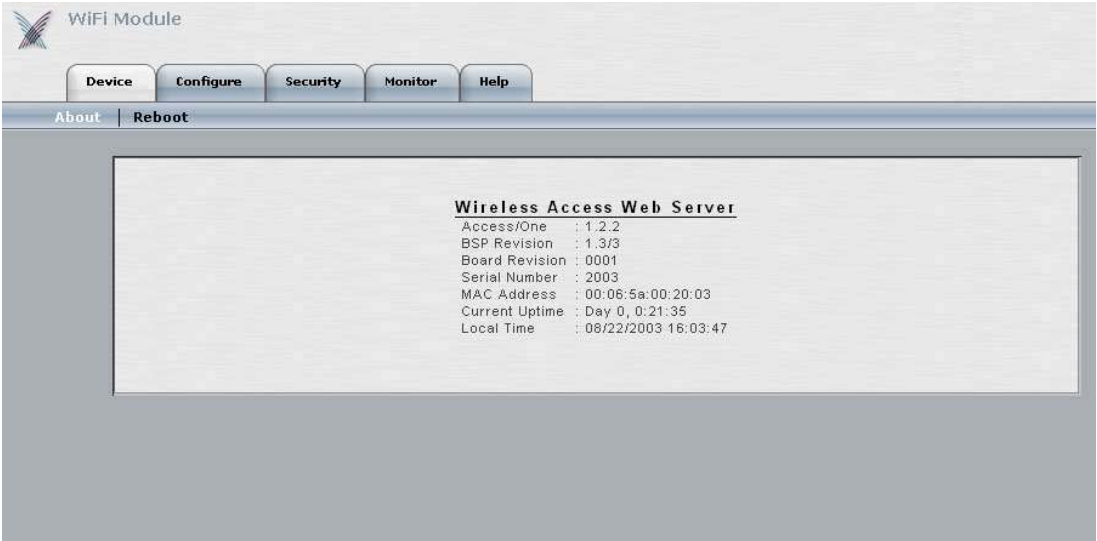 WiFi Module
Device Configure Security Monitor Help
About | Reboot
Wireless Access Web Server
Access/One : 1.2.2
BSP Revision : 1.3/3
Board Revision : 0001
Serial Number : 2003
MAC Address : 00:06:5a:00:20:03
Current Uptime : Day 0, 0:21:35
Local Time : 08/22/2003 16:03:47